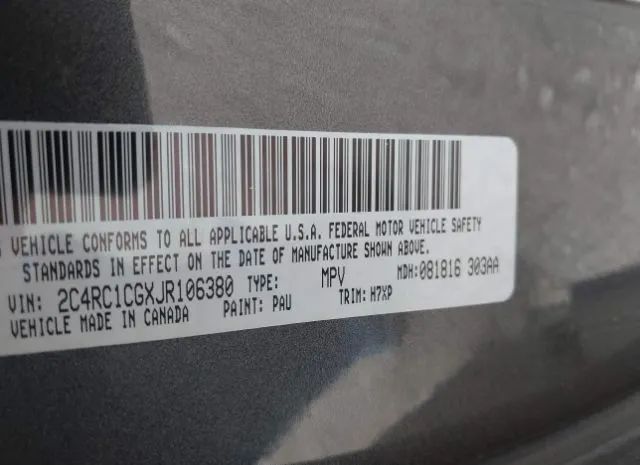 VEHICLE CONFORMS TO ALL APPLICABLE U.S.A. FEDERAL MOTOR VEHICLE SAFETY
STANDARDS IN EFFECT ON THE DATE OF MANUFACTURE SHOWN ABOVE.
VIN: 2C4RC1CGXJR106380 TYPE: MPV MDH:081816 303AA
VEHICLE MADE IN CANADA PAINT: PAU TRIM: H7XP